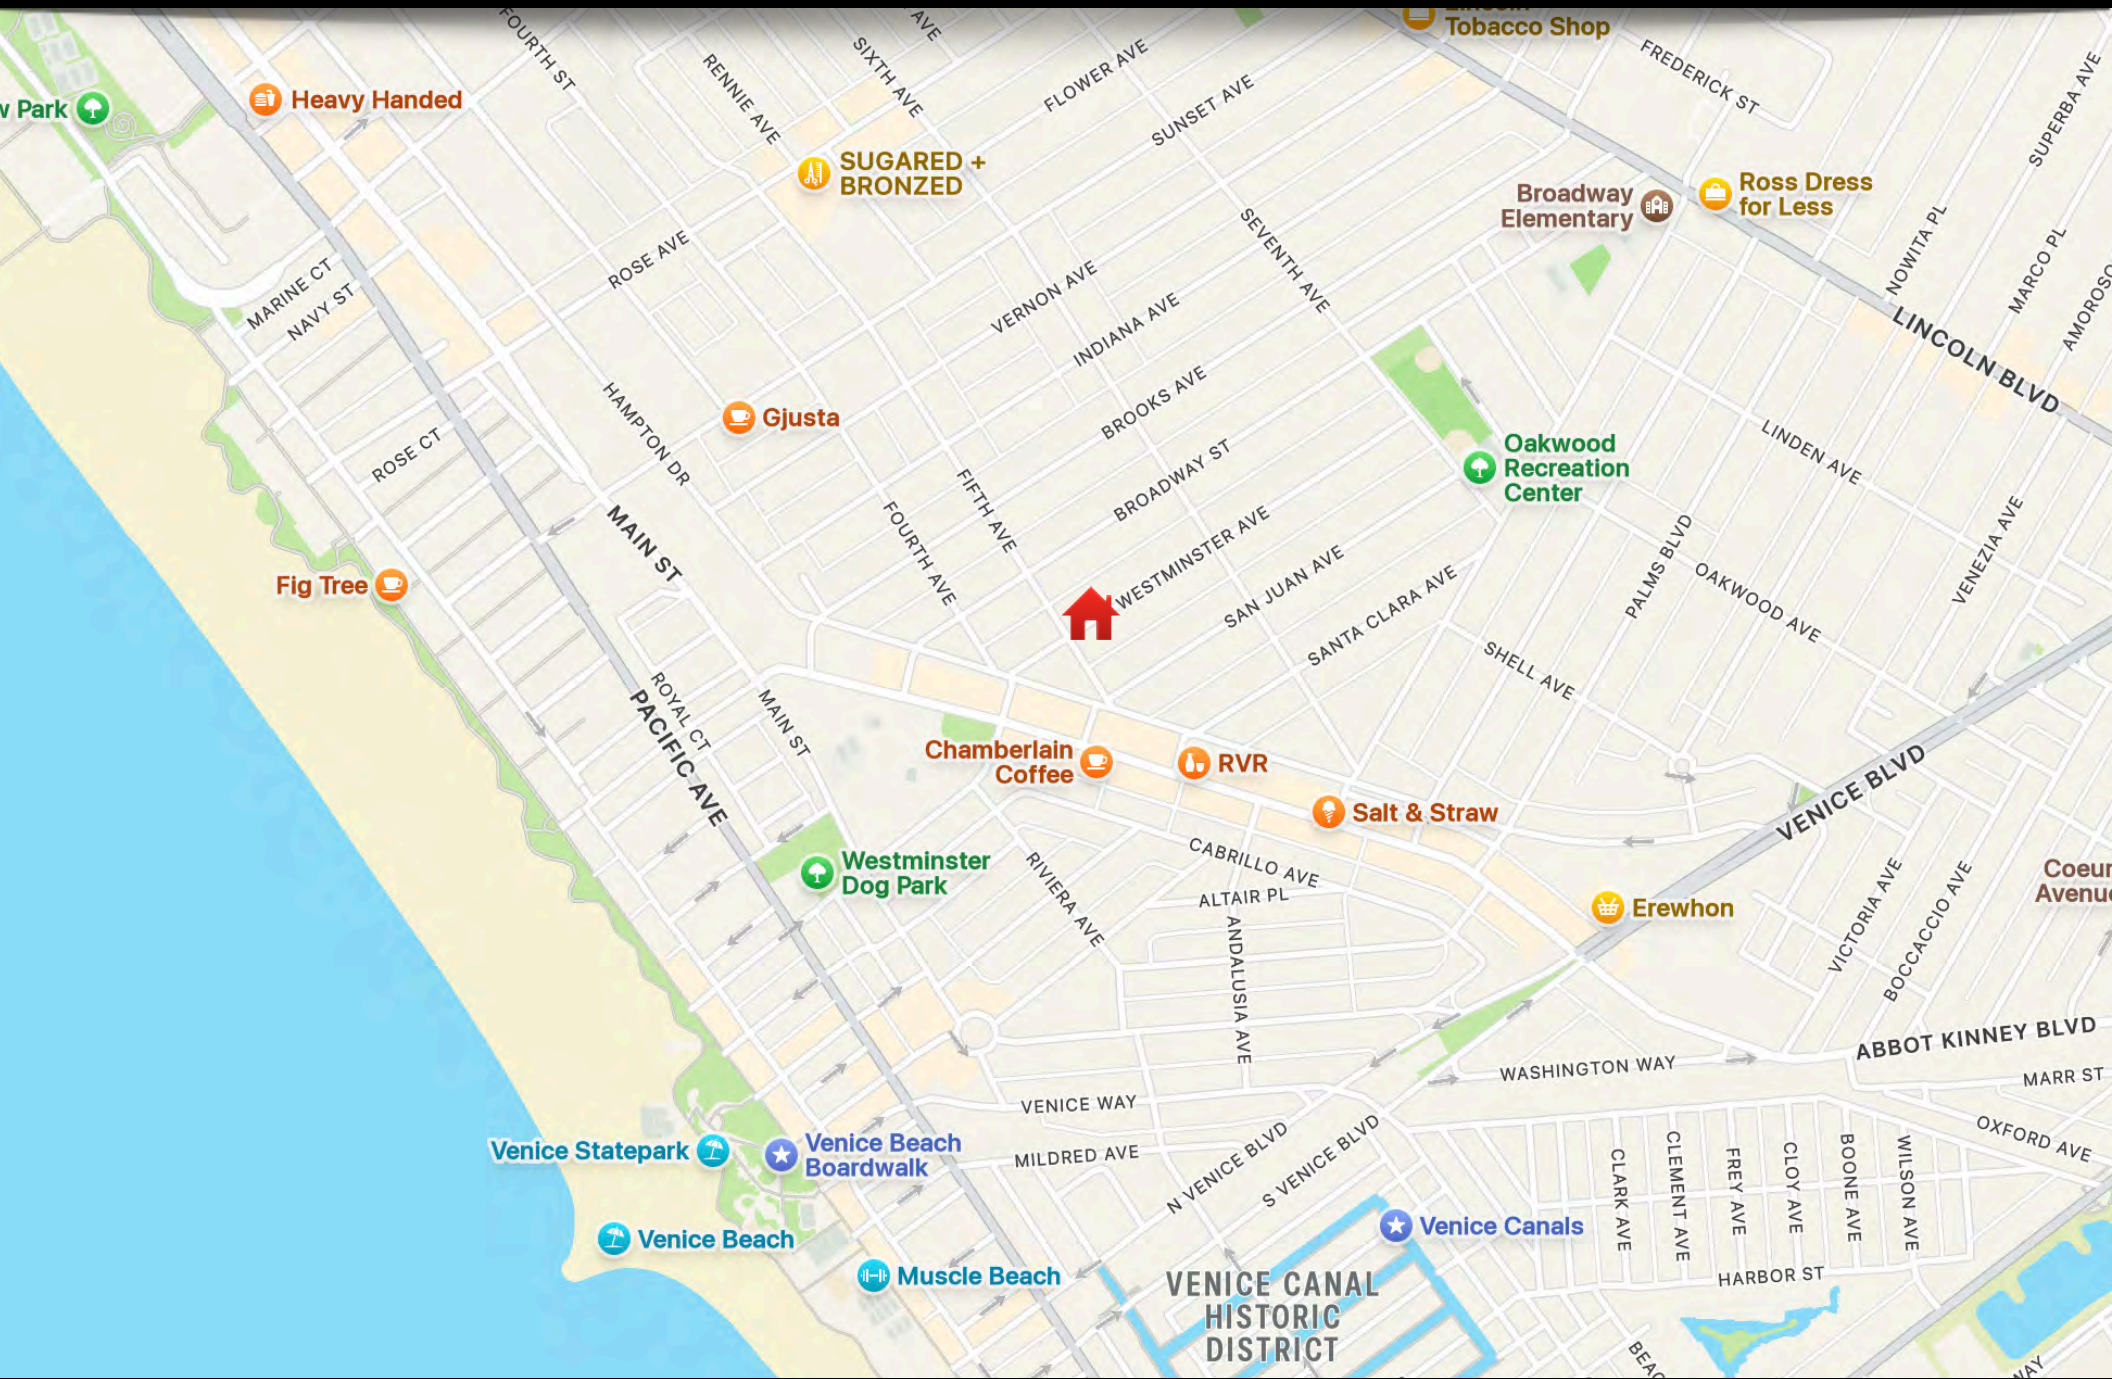 Tobacco Shop
FOURTH ST
AVE
RENNIE AVE
SIXTH AVE
FLOWER AVE
SUNSET AVE
FREDERICK ST
SUPERBA AVE
w Park
Heavy Handed
SUGARED +
BRONZED
Broadway
Elementary
Ross Dress
for Less
ROSE AVE
SEVENTH AVE
NOWITA PL
MARCO PL
AMOROSO
MARINE CT
NAVY ST
VERNON AVE
INDIANA AVE
LINCOLN BLVD
HAMPTON DR
Gjusta
BROOKS AVE
ROSE CT
BROADWAY ST
Oakwood
Recreation
Center
LINDEN AVE
FIFTH AVE
FOURTH AVE
MAIN ST
WESTMINSTER AVE
SAN JUAN AVE
SANTA CLARA AVE
PALMS BLVD
OAKWOOD AVE
VENEZIA AVE
Fig Tree
SHELL AVE
ROYAL CT
PACIFIC AVE
MAIN ST
Chamberlain
Coffee
RVR
Salt & Straw
VENICE BLVD
Westminster
Dog Park
RIVIERA AVE
CABRILLO AVE
ALTAIR PL
ANDALUSIA AVE
Erewhon
VICTORIA AVE
BOCCACCIO AVE
Coeur
Avenue
ABBOT KINNEY BLVD
WASHINGTON WAY
MARR ST
VENICE WAY
OXFORD AVE
Venice Statepark
Venice Beach
Boardwalk
MILDRED AVE
N VENICE BLVD
S VENICE BLVD
CLARK AVE
CLEMENT AVE
FREY AVE
CLOY AVE
BOONE AVE
WILSON AVE
Venice Beach
Venice Canals
Muscle Beach
VENICE CANAL
HISTORIC
DISTRICT
HARBOR ST
BEAC
WAY